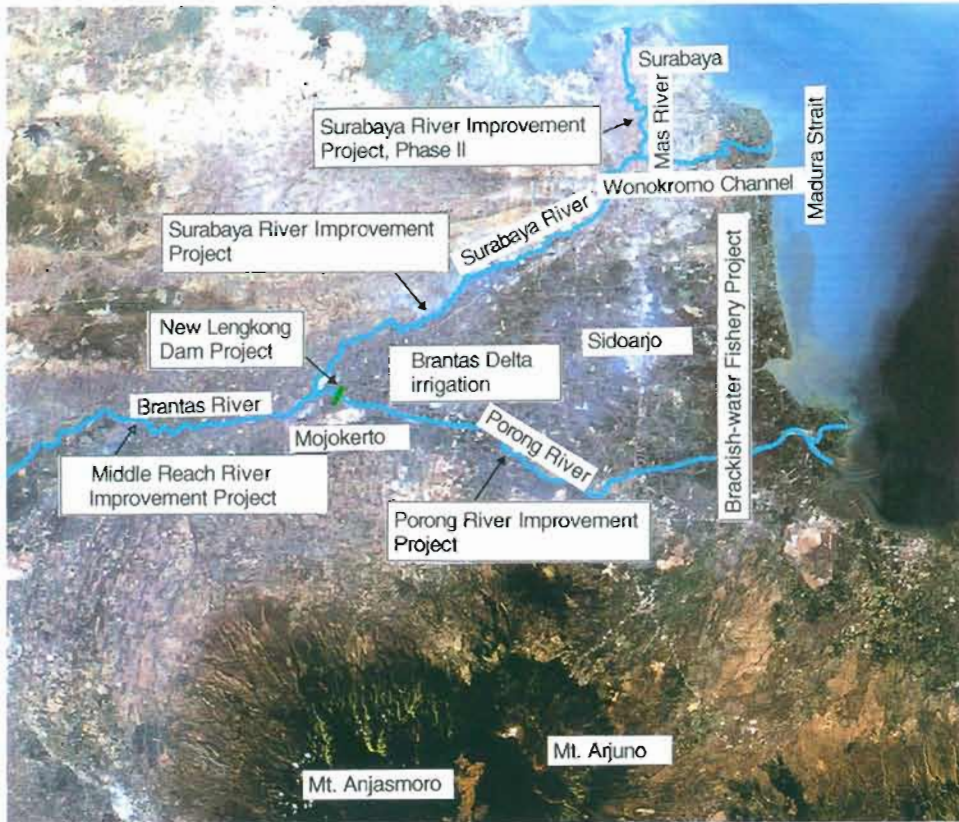 Surabaya
Mas River
Madura Strait
Surabaya River Improvement
Project, Phase II
Wonokromo Channel
Surabaya River
Surabaya River Improvement
Project
Brackish-water Fishery Project
New Lengkong
Dam Project
Sidoarjo
Brantas Delta
irrigation
Brantas River
Mojokerto
Porong River
Middle Reach River
Improvement Project
Porong River Improvement
Project
Mt. Arjuno
Mt. Anjasmoro